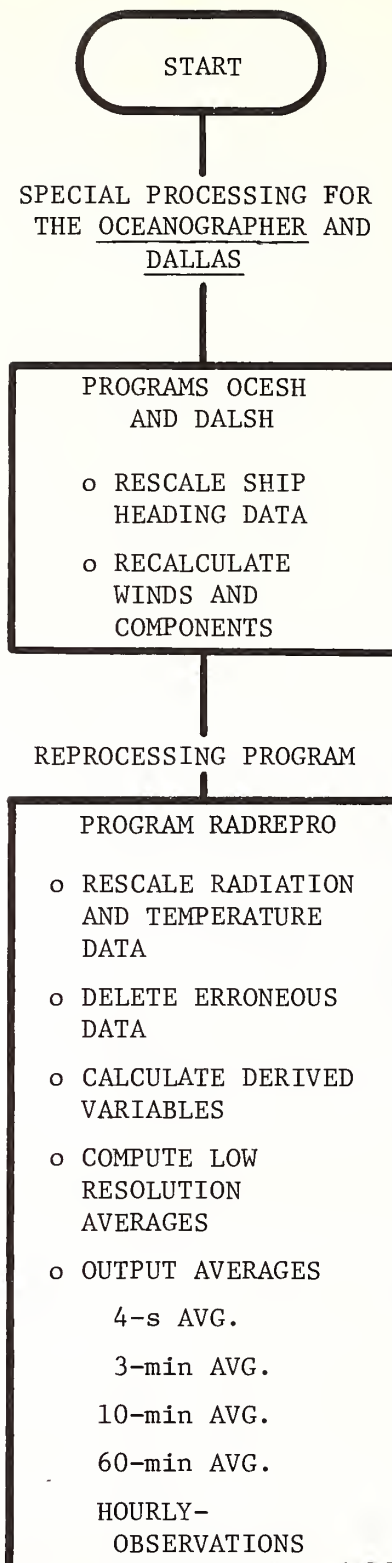 START
SPECIAL PROCESSING FOR
THE OCEANOGRAPHER AND
DALLAS
PROGRAMS OCESH
AND DALSH
o RESCALE SHIP
HEADING DATA
o RECALCULATE
WINDS AND
COMPONENTS
REPROCESSING PROGRAM
PROGRAM RADREPRO
o RESCALE RADIATION
AND TEMPERATURE
DATA
o DELETE ERRONEOUS
DATA
o CALCULATE DERIVED
VARIABLES
o COMPUTE LOW
RESOLUTION
AVERAGES
o OUTPUT AVERAGES
4-s AVG.
3-min AVG.
10-min AVG.
60-min AVG.
HOURLY-
OBSERVATIONS